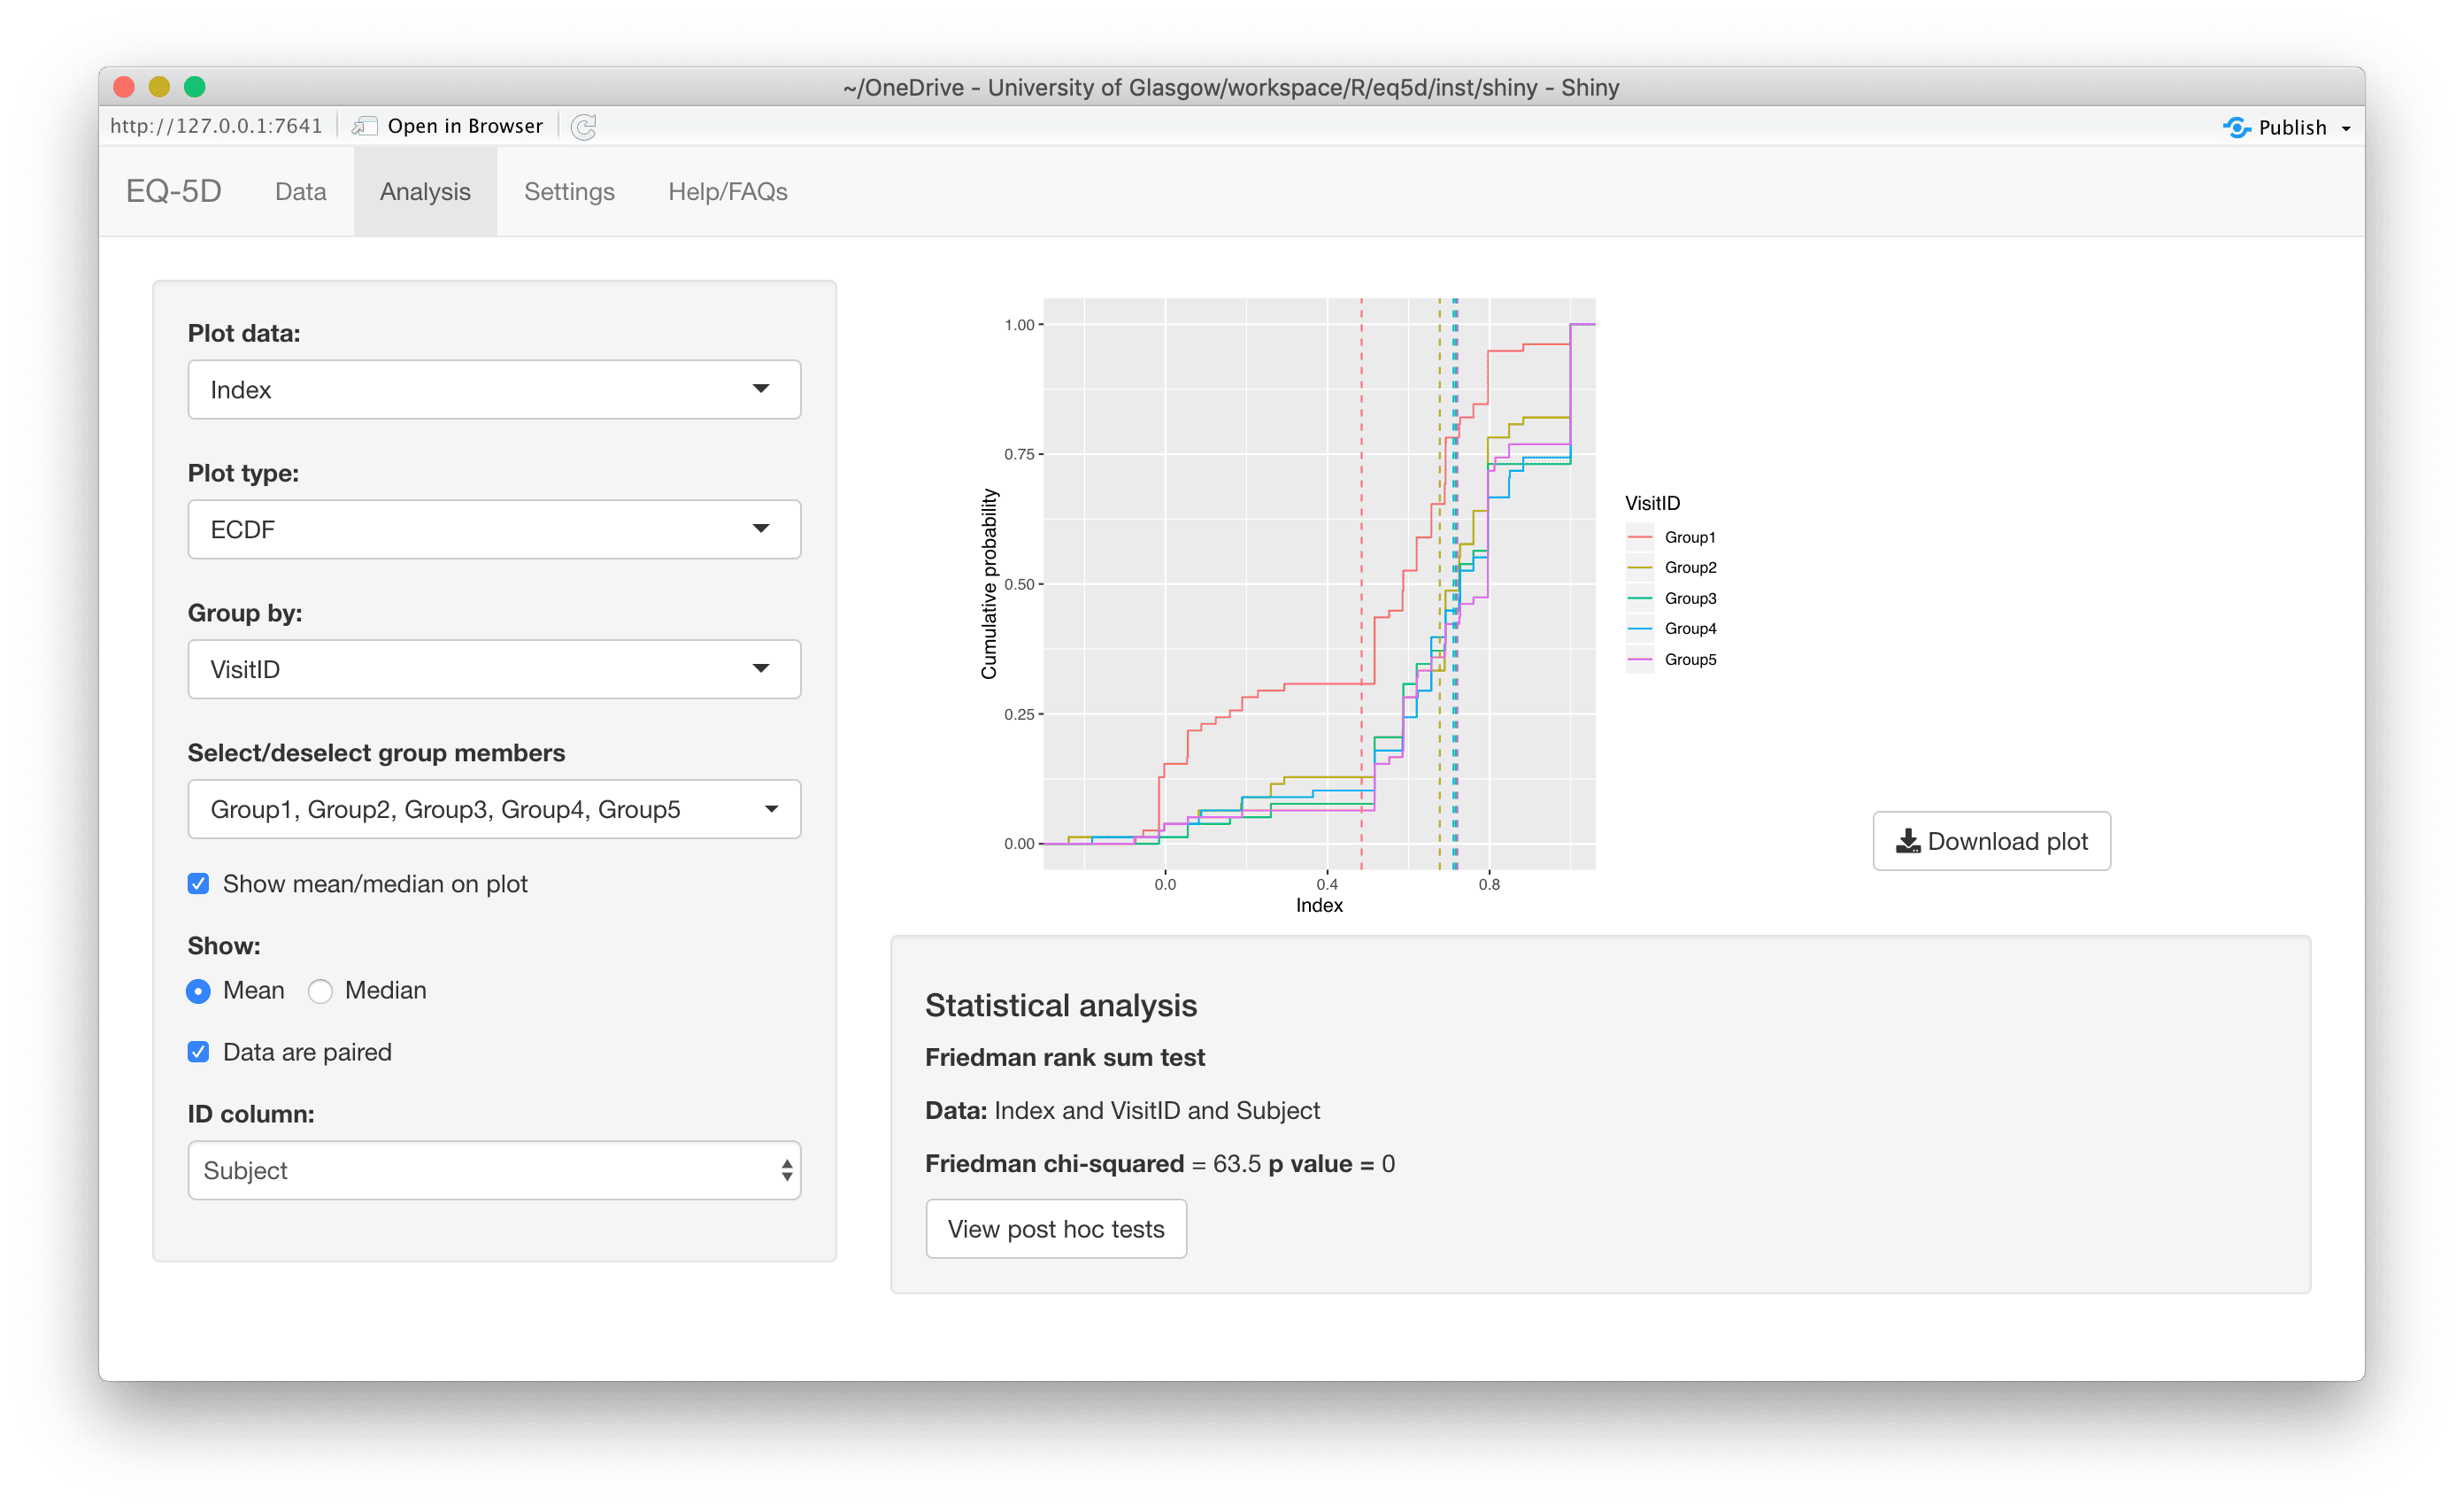 ~/OneDrive - University of Glasgow/workspace/R/eq5d/inst/shiny - Shiny
http://127.0.0.1:7641 Open in Browser Publish
EQ-5D Data Analysis Settings Help/FAQs
Plot data:
Index
Plot type:
ECDF
Group by:
VisitID
Select/deselect group members
Group1, Group2, Group3, Group4, Group5
Show mean/median on plot
Show:
Mean Median
Data are paired
ID column:
Subject
1.00
0.75
0.50
0.25
0.00
Cumulative probability
0.0 0.4 0.8
Index
VisitID
Group1
Group2
Group3
Group4
Group5
Download plot
Statistical analysis
Friedman rank sum test
Data: Index and VisitID and Subject
Friedman chi-squared = 63.5 p value = 0
View post hoc tests